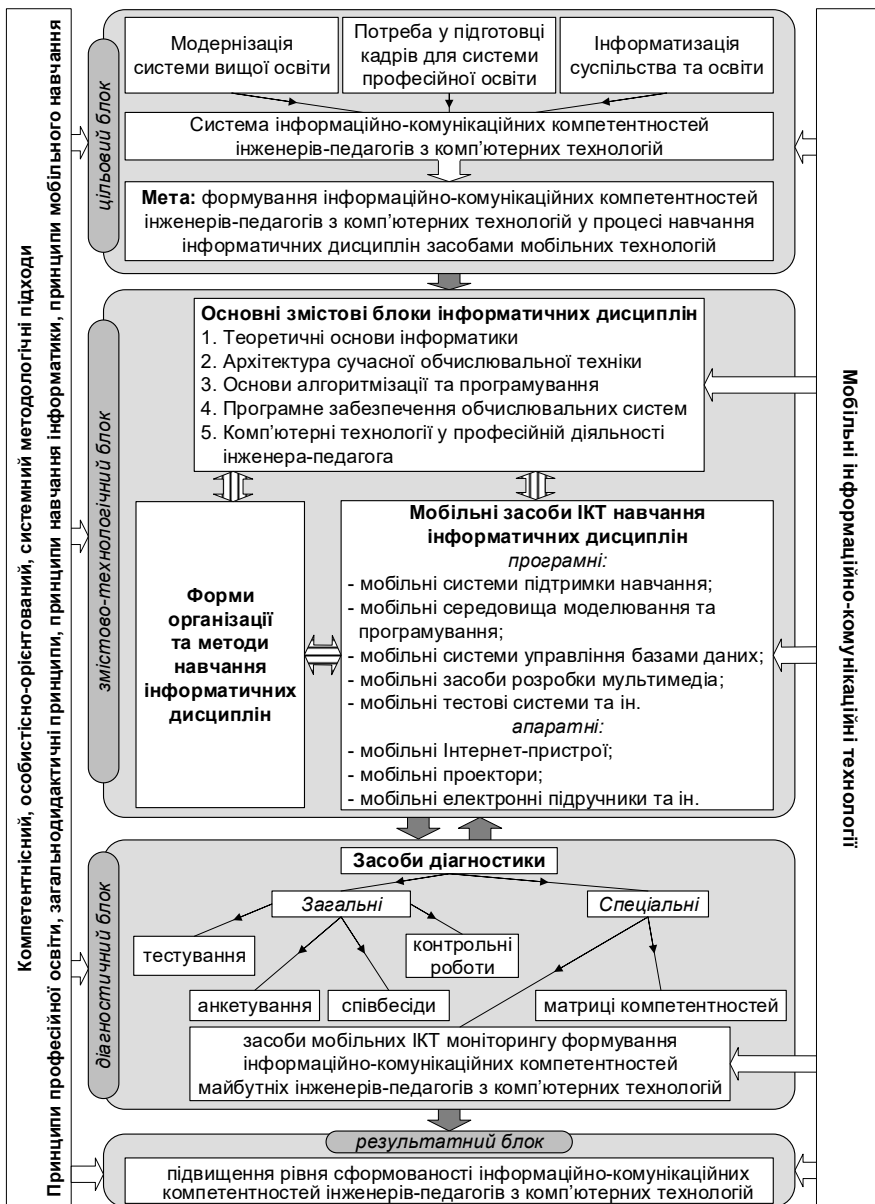 Компетентнісний, особистісно-орієнтований, системний методологічні підходи
Принципи професійної освіти, загальнодидактичні принципи, принципи навчання інформатики, принципи мобільного навчання
цільовий блок
Модернізація
системи вищої освіти
Потреба у підготовці
кадрів для системи
професійної освіти
Інформатизація
суспільства та освіти
Система інформаційно-комунікаційних компетентностей
інженерів-педагогів з комп’ютерних технологій
Мета: формування інформаційно-комунікаційних компетентностей
інженерів-педагогів з комп’ютерних технологій у процесі навчання
інформатичних дисциплін засобами мобільних технологій
змістово-технологічний блок
Основні змістові блоки інформатичних дисциплін
1. Теоретичні основи інформатики
2. Архітектура сучасної обчислювальної техніки
3. Основи алгоритмізації та програмування
4. Програмне забезпечення обчислювальних систем
5. Комп’ютерні технології у професійній діяльності
інженера-педагога
Форми
організації
та методи
навчання
інформатичних
дисциплін
Мобільні засоби ІКТ навчання
інформатичних дисциплін
програмні:
- мобільні системи підтримки навчання;
- мобільні середовища моделювання та
програмування;
- мобільні системи управління базами даних;
- мобільні засоби розробки мультимедіа;
- мобільні тестові системи та ін.
апаратні:
- мобільні Інтернет-пристрої;
- мобільні проектори;
- мобільні електронні підручники та ін.
діагностичний блок
Засоби діагностики
Загальні
Спеціальні
тестування
контрольні
роботи
анкетування
співбесіди
матриці компетентностей
засоби мобільних ІКТ моніторингу формування
інформаційно-комунікаційних компетентностей
майбутніх інженерів-педагогів з комп’ютерних технологій
результатний блок
підвищення рівня сформованості інформаційно-комунікаційних
компетентностей інженерів-педагогів з комп’ютерних технологій
Мобільні інформаційно-комунікаційні технології